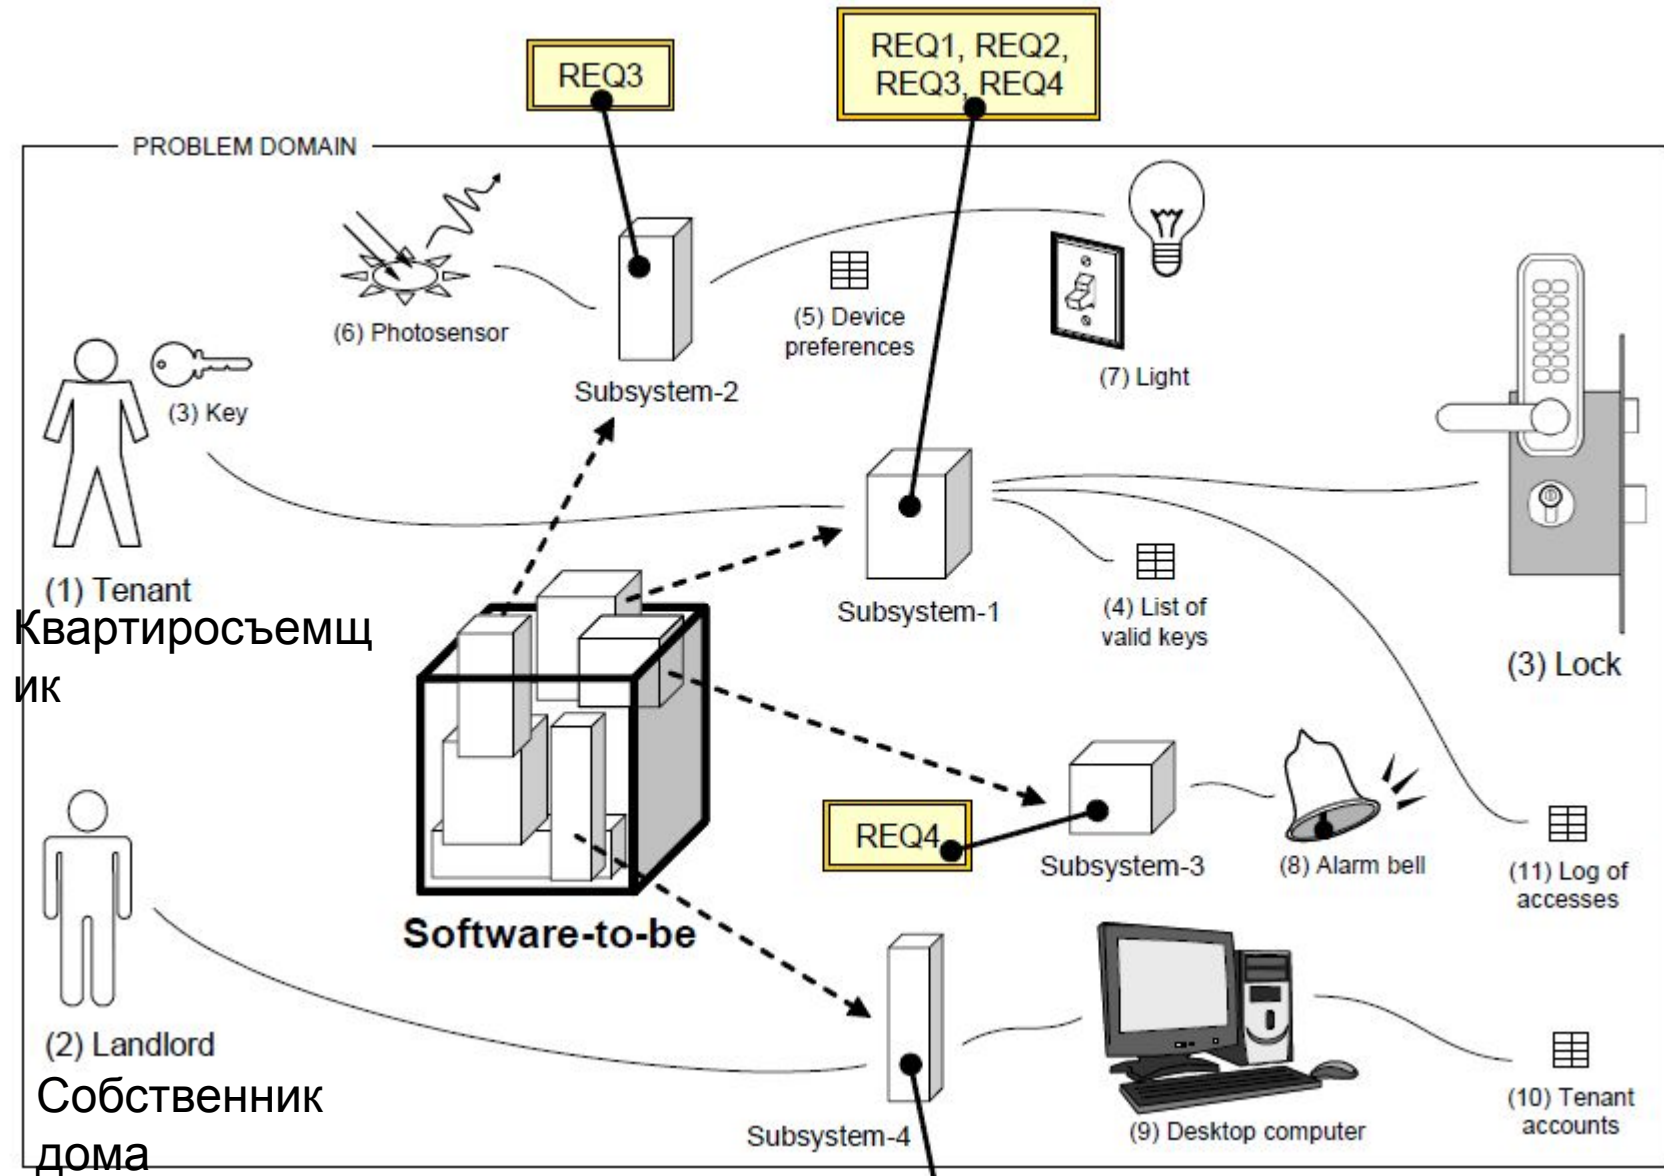 REQ3
REQ1, REQ2,
REQ3, REQ4
PROBLEM DOMAIN
(6) Photosensor
(5) Device
preferences
(7) Light
(3) Key
Subsystem-2
(1) Tenant
Квартиросъемщ
ик
Subsystem-1
(4) List of
valid keys
(3) Lock
REQ4
Subsystem-3
(8) Alarm bell
(11) Log of
accesses
Software-to-be
(2) Landlord
Собственник
дома
Subsystem-4
(9) Desktop computer
(10) Tenant
accounts